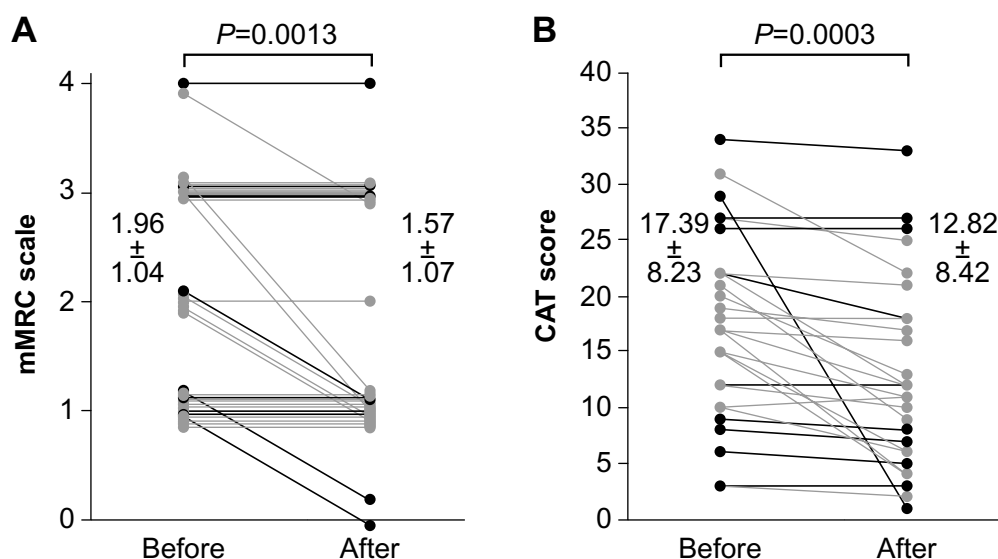 A
P=0.0013
mMRC scale
4
3
2
1
0
1.96
±
1.04
1.57
±
1.07
Before
After
B
P=0.0003
CAT score
40
35
30
25
20
15
10
5
0
17.39
±
8.23
12.82
±
8.42
Before
After